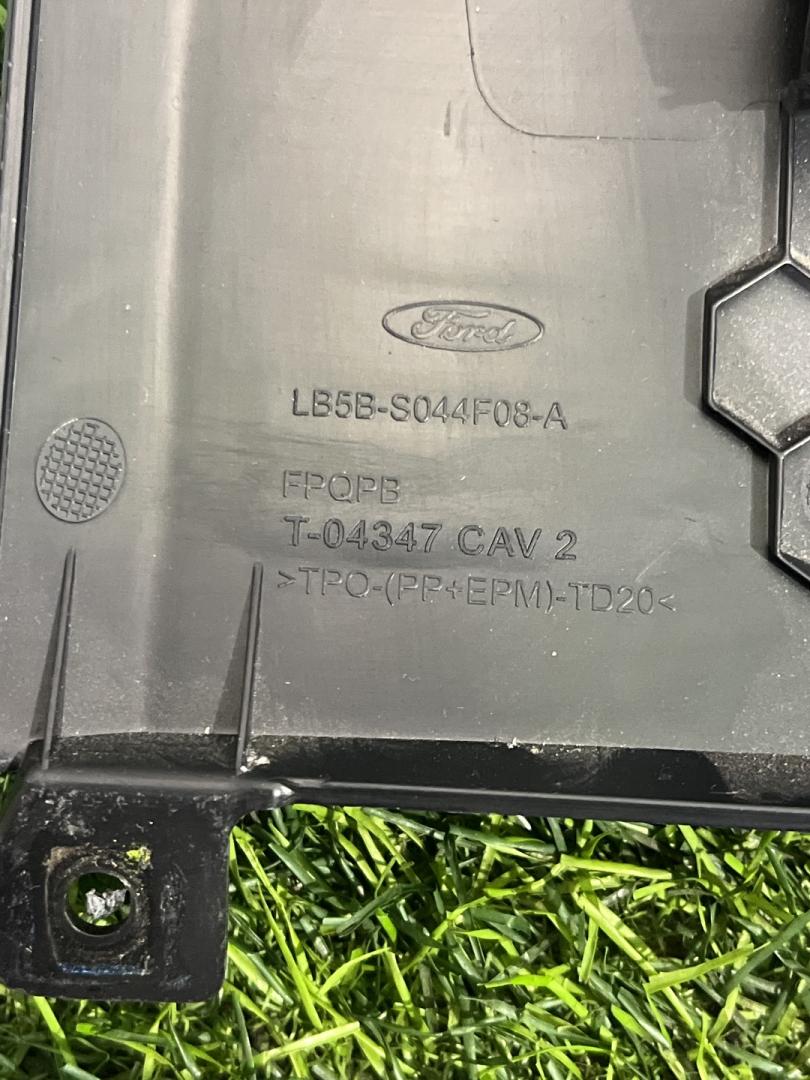 Ford
LB5B-S044F08-A
FPQPB
T-04347 CAV 2
>TPO-(PP+EPM)-TD20<